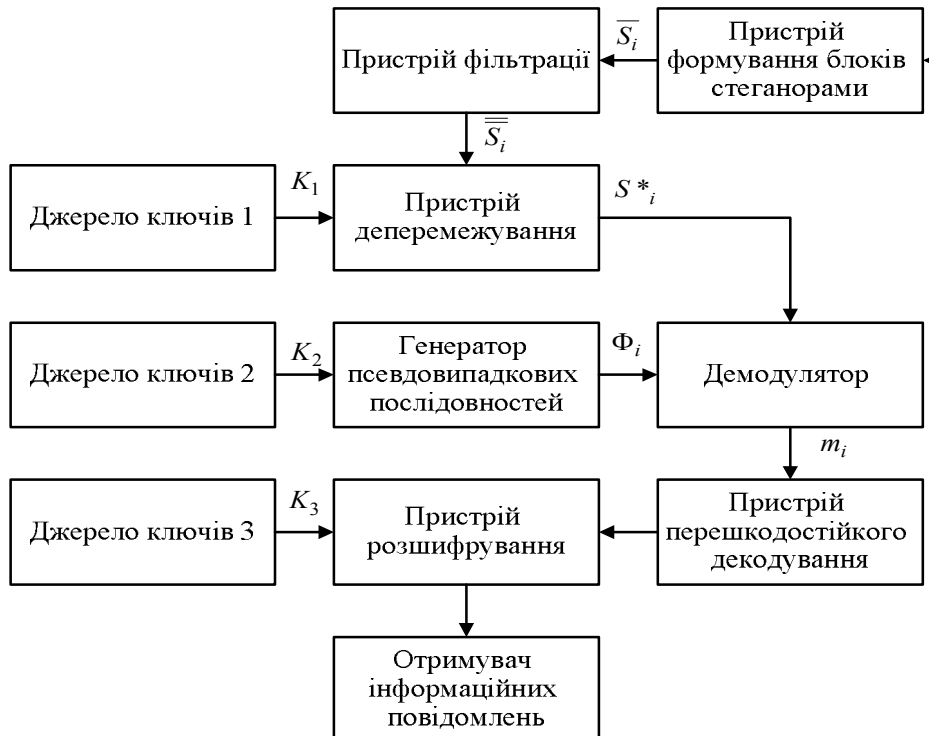 Пристрій фільтрації
S̅ᵢ
Пристрій
формування блоків
стеганорами
S̿ᵢ
Джерело ключів 1
K₁
Пристрій
деперемежування
S*ᵢ
Джерело ключів 2
K₂
Генератор
псевдовипадкових
послідовностей
Φᵢ
Демодулятор
mᵢ
Джерело ключів 3
K₃
Пристрій
розшифрування
Пристрій
перешкодостійкого
декодування
Отримувач
інформаційних
повідомлень